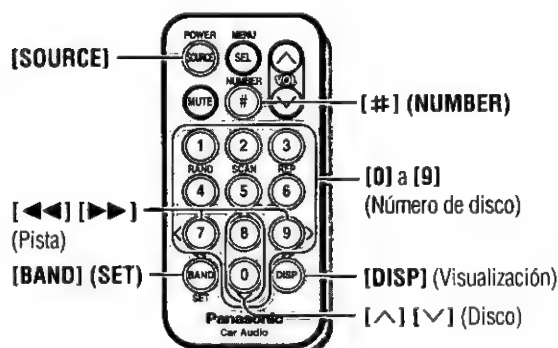 POWER MENU
[SOURCE] SOURCE SEL VOL
NUMBER
MUTE # [#] (NUMBER)
1 2 3
RAND SCAN REP
4 5 6 [0] a [9]
(Número de disco)
[◀◀] [▶▶]
(Pista) 7 8 9
[BAND] (SET) BAND 0 DISP [DISP] (Visualización)
SET
Panasonic [∧] [∨] (Disco)
Car Audio